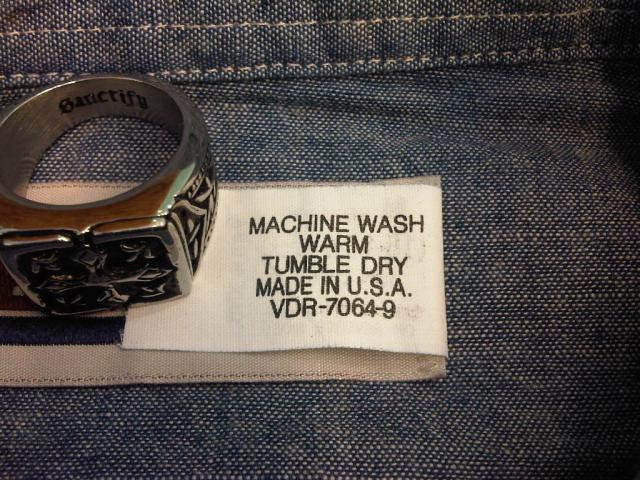 Sanctify
MACHINE WASH
WARM
TUMBLE DRY
MADE IN U.S.A.
VDR-7064-9